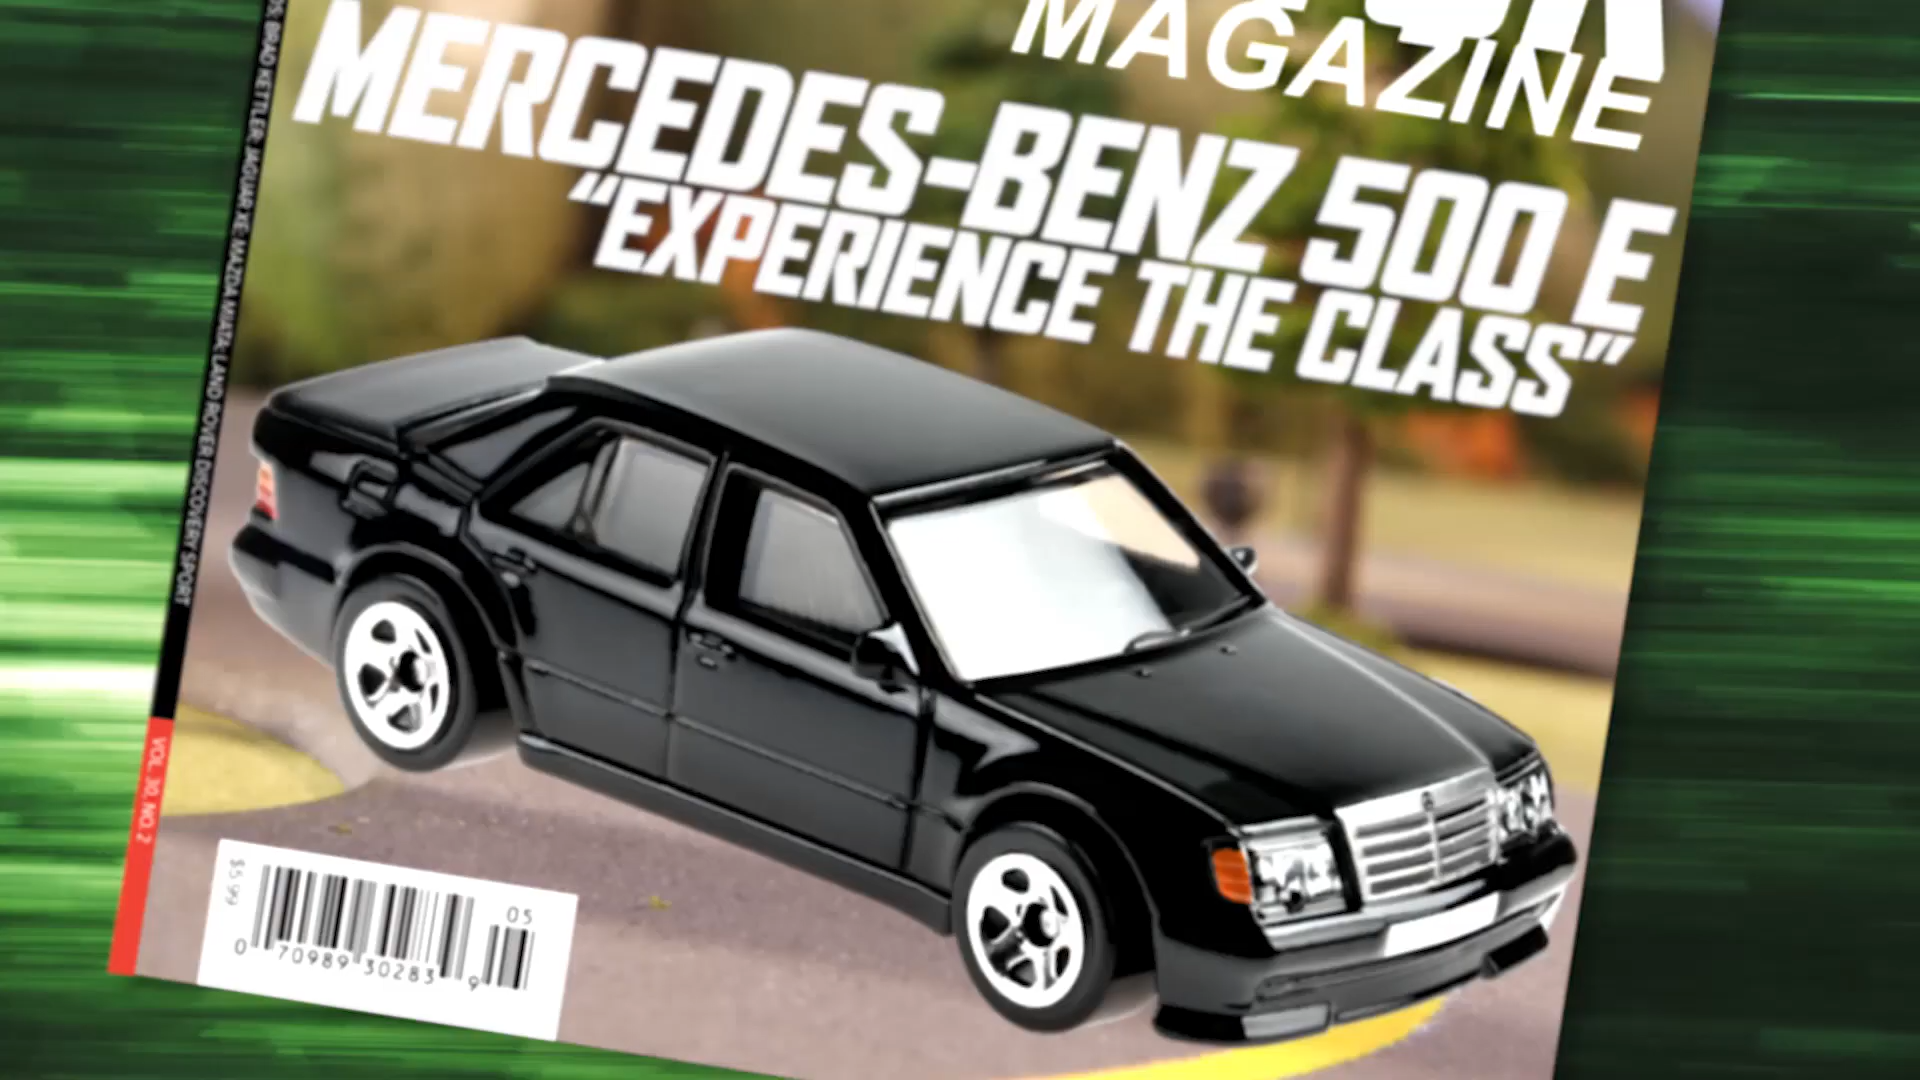 MAGAZINE
MERCEDES-BENZ 500 E
“EXPERIENCE THE CLASS”
BRAD KETTLER: JAGUAR XE: MAZDA MIATA: LAND ROVER DISCOVERY SPORT
VOL. 30, NO. 2
$5.99
05
0 70989 30283 9